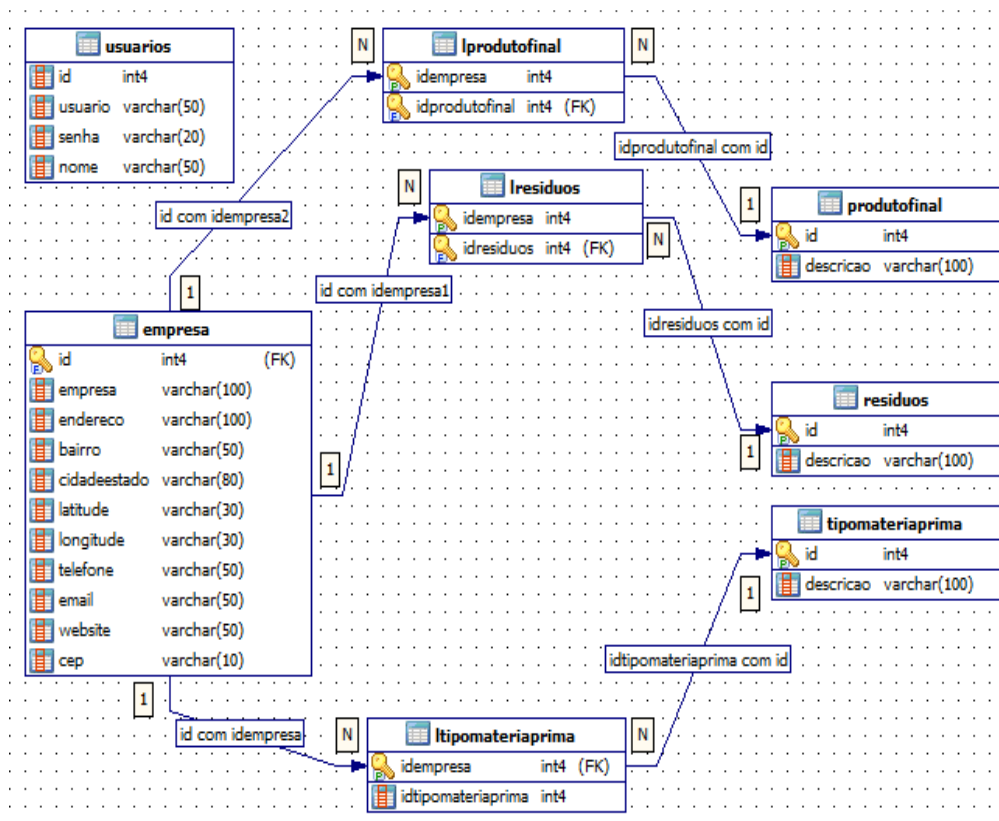 usuarios
id int4
usuario varchar(50)
senha varchar(20)
nome varchar(50)
N
lprodutofinal
idempresa int4
idprodutofinal int4 (FK)
N
idprodutofinal com id
id com idempresa2
1
N
lresiduos
idempresa int4
idresiduos int4 (FK)
N
1
produtofinal
id int4
descricao varchar(100)
id com idempresa1
idresiduos com id
empresa
id int4 (FK)
empresa varchar(100)
endereco varchar(100)
bairro varchar(50)
cidadeestado varchar(80)
latitude varchar(30)
longitude varchar(30)
telefone varchar(50)
email varchar(50)
website varchar(50)
cep varchar(10)
1
1
residuos
id int4
descricao varchar(100)
tipomateriaprima
id int4
descricao varchar(100)
1
idtipomateriaprima com id
1
id com idempresa
N
ltipomateriaprima
idempresa int4 (FK)
idtipomateriaprima int4
N